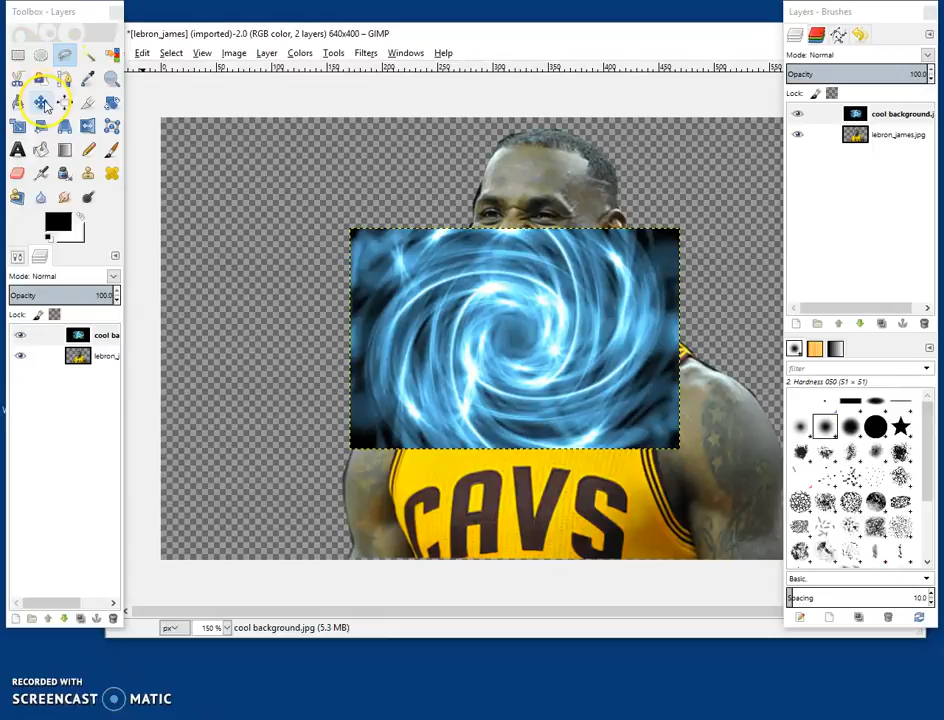 Toolbox - Layers
*[lebron_james] (imported)-2.0 (RGB color, 2 layers) 640x400 – GIMP
Layers - Brushes
Edit Select View Image Layer Colors Tools Filters Windows Help
Mode: Normal
Opacity 100.0
Lock:
cool background.j
lebron_james.jpg
Mode: Normal
Opacity 100.0
Lock:
cool ba
lebron_j
CAVS
filter
2. Hardness 050 (51 × 51)
Basic,
Spacing 10.0
px 150 % cool background.jpg (5.3 MB)
RECORDED WITH
SCREENCAST MATIC